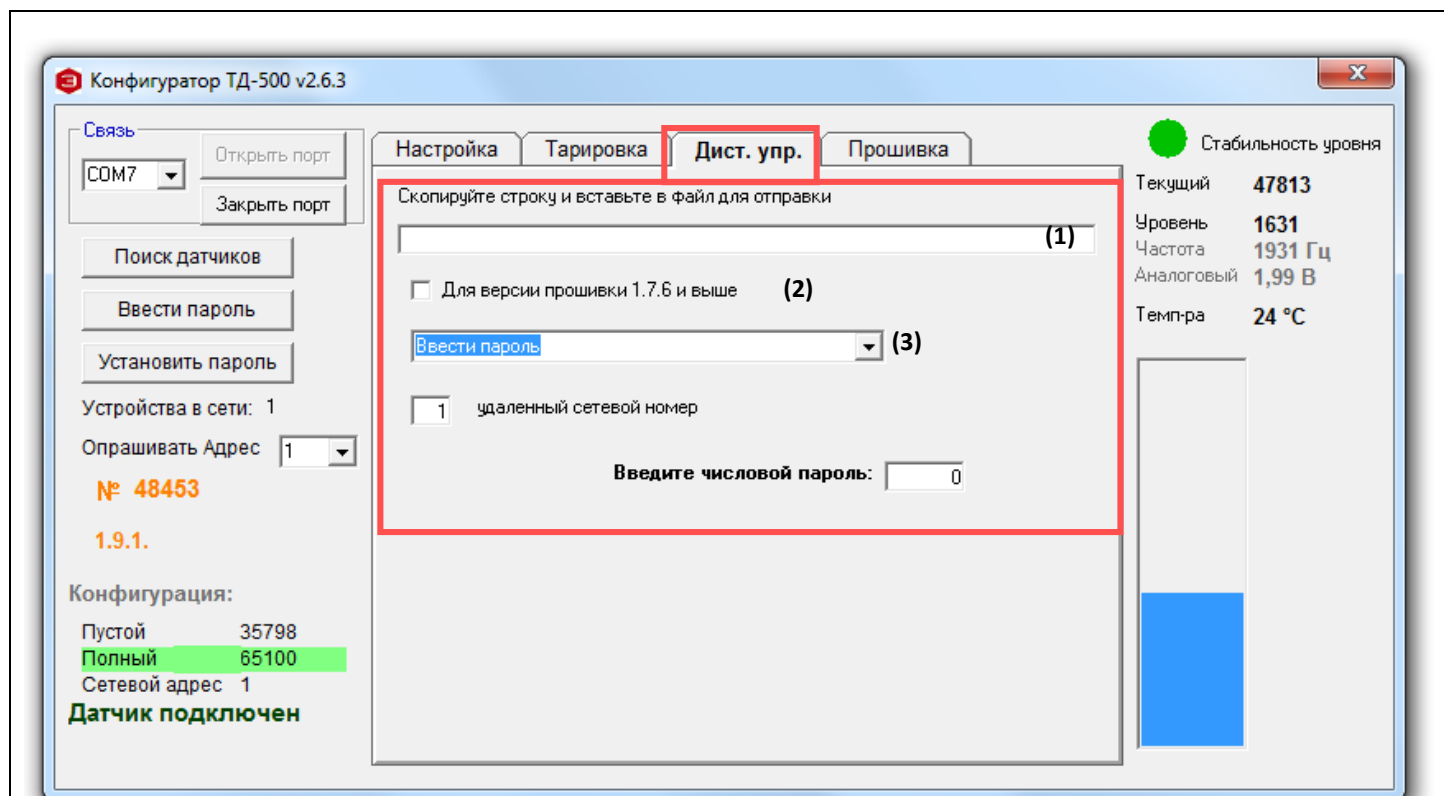 Конфигуратор ТД-500 v2.6.3
Связь
COM7
Открыть порт
Закрыть порт
Поиск датчиков
Ввести пароль
Установить пароль
Устройства в сети: 1
Опрашивать Адрес 1
№ 48453
1.9.1.
Конфигурация:
Пустой 35798
Полный 65100
Сетевой адрес 1
Датчик подключен
Настройка Тарировка Дист. упр. Прошивка
Скопируйте строку и вставьте в файл для отправки
(1)
Для версии прошивки 1.7.6 и выше (2)
Ввести пароль (3)
1 удаленный сетевой номер
Введите числовой пароль: 0
Стабильность уровня
Текущий 47813
Уровень 1631
Частота 1931 Гц
Аналоговый 1,99 В
Темп-ра 24 °C